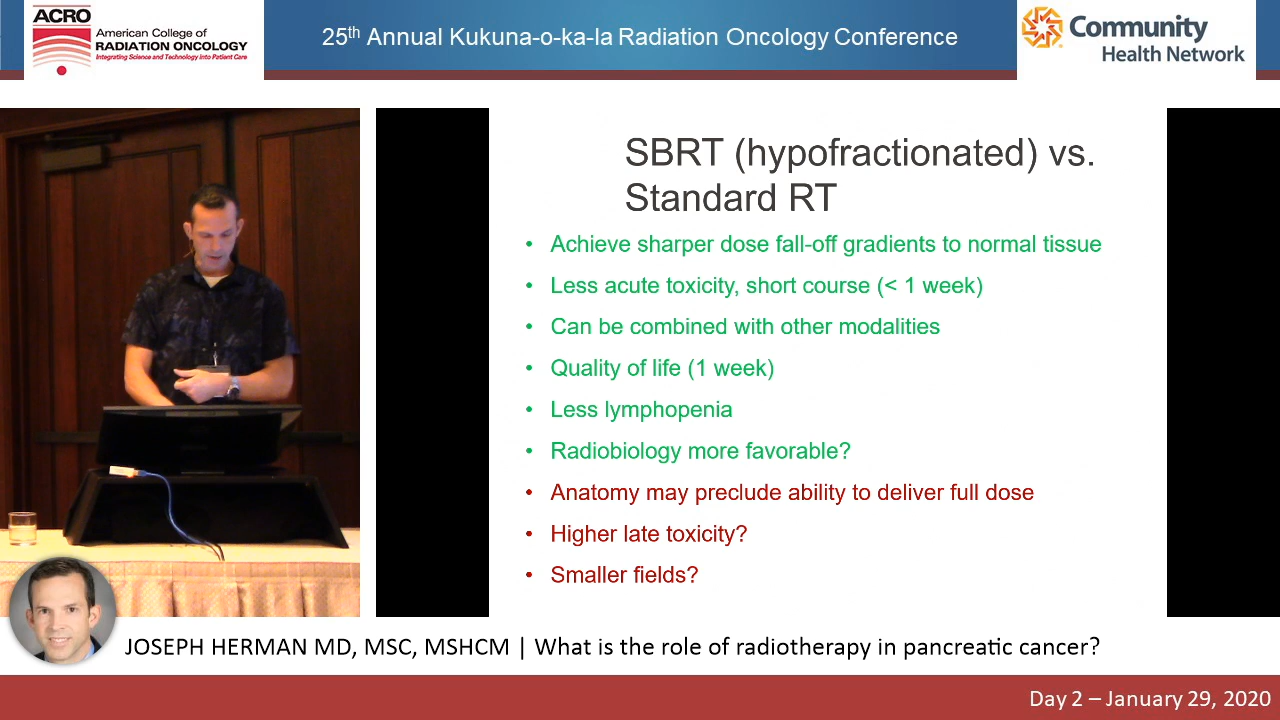 ACRO
American College of
RADIATION ONCOLOGY
Integrating Science and Technology Into Patient Care
25th Annual Kukuna-o-ka-la Radiation Oncology Conference
Community
Health Network
SBRT (hypofractionated) vs.
Standard RT
• Achieve sharper dose fall-off gradients to normal tissue
• Less acute toxicity, short course (< 1 week)
• Can be combined with other modalities
• Quality of life (1 week)
• Less lymphopenia
• Radiobiology more favorable?
• Anatomy may preclude ability to deliver full dose
• Higher late toxicity?
• Smaller fields?
JOSEPH HERMAN MD, MSC, MSHCM | What is the role of radiotherapy in pancreatic cancer?
Day 2 – January 29, 2020